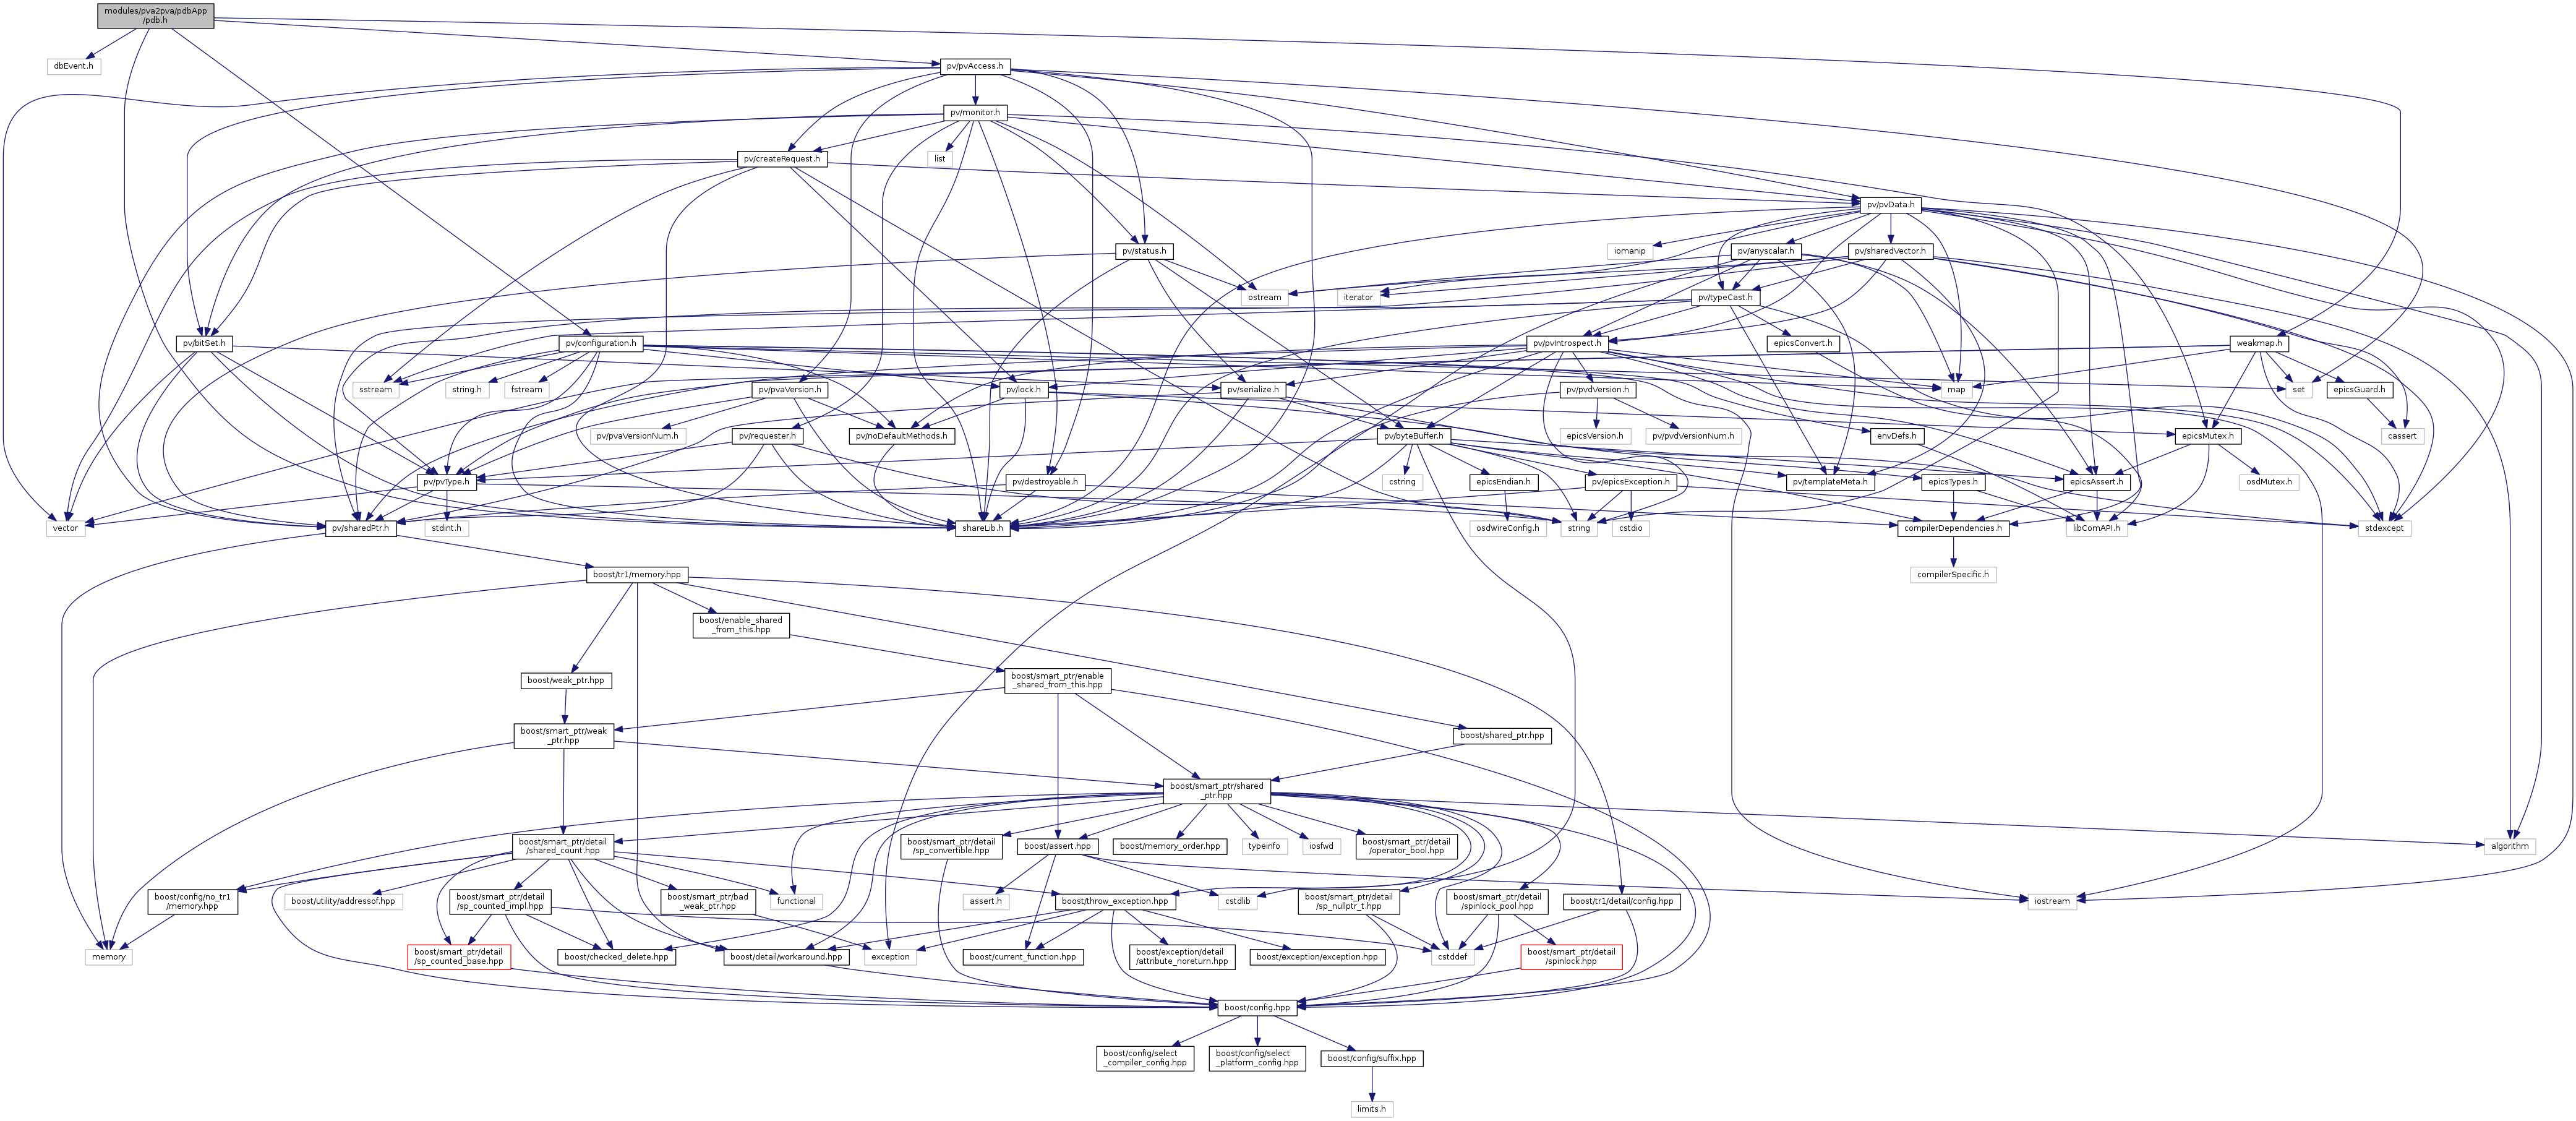 modules/pva2pva/pdbApp
/pdb.h
dbEvent.h
pv/pvAccess.h
pv/monitor.h
pv/createRequest.h
list
pv/pvData.h
pv/status.h
iomanip
pv/anyscalar.h
pv/sharedVector.h
ostream
iterator
pv/typeCast.h
pv/bitSet.h
pv/configuration.h
pv/pvIntrospect.h
epicsConvert.h
weakmap.h
sstream
string.h
fstream
pv/pvaVersion.h
pv/lock.h
pv/serialize.h
pv/pvdVersion.h
map
set
epicsGuard.h
pv/pvaVersionNum.h
pv/requester.h
pv/noDefaultMethods.h
pv/byteBuffer.h
epicsVersion.h
pv/pvdVersionNum.h
envDefs.h
epicsMutex.h
cassert
pv/pvType.h
pv/destroyable.h
cstring
epicsEndian.h
pv/epicsException.h
pv/templateMeta.h
epicsTypes.h
epicsAssert.h
osdMutex.h
vector
pv/sharedPtr.h
stdint.h
shareLib.h
osdWireConfig.h
string
cstdio
compilerDependencies.h
libComAPI.h
stdexcept
boost/tr1/memory.hpp
compilerSpecific.h
boost/enable_shared
_from_this.hpp
boost/weak_ptr.hpp
boost/smart_ptr/enable
_shared_from_this.hpp
boost/smart_ptr/weak
_ptr.hpp
boost/shared_ptr.hpp
boost/smart_ptr/shared
_ptr.hpp
boost/smart_ptr/detail
/shared_count.hpp
boost/smart_ptr/detail
/sp_convertible.hpp
boost/assert.hpp
boost/memory_order.hpp
typeinfo
iosfwd
boost/smart_ptr/detail
/operator_bool.hpp
algorithm
boost/config/no_tr1
/memory.hpp
boost/utility/addressof.hpp
boost/smart_ptr/detail
/sp_counted_impl.hpp
boost/smart_ptr/bad
_weak_ptr.hpp
functional
assert.h
boost/throw_exception.hpp
cstdlib
boost/smart_ptr/detail
/sp_nullptr_t.hpp
boost/smart_ptr/detail
/spinlock_pool.hpp
boost/tr1/detail/config.hpp
iostream
memory
boost/smart_ptr/detail
/sp_counted_base.hpp
boost/checked_delete.hpp
boost/detail/workaround.hpp
exception
boost/current_function.hpp
boost/exception/detail
/attribute_noreturn.hpp
boost/exception/exception.hpp
cstddef
boost/smart_ptr/detail
/spinlock.hpp
boost/config.hpp
boost/config/select
_compiler_config.hpp
boost/config/select
_platform_config.hpp
boost/config/suffix.hpp
limits.h